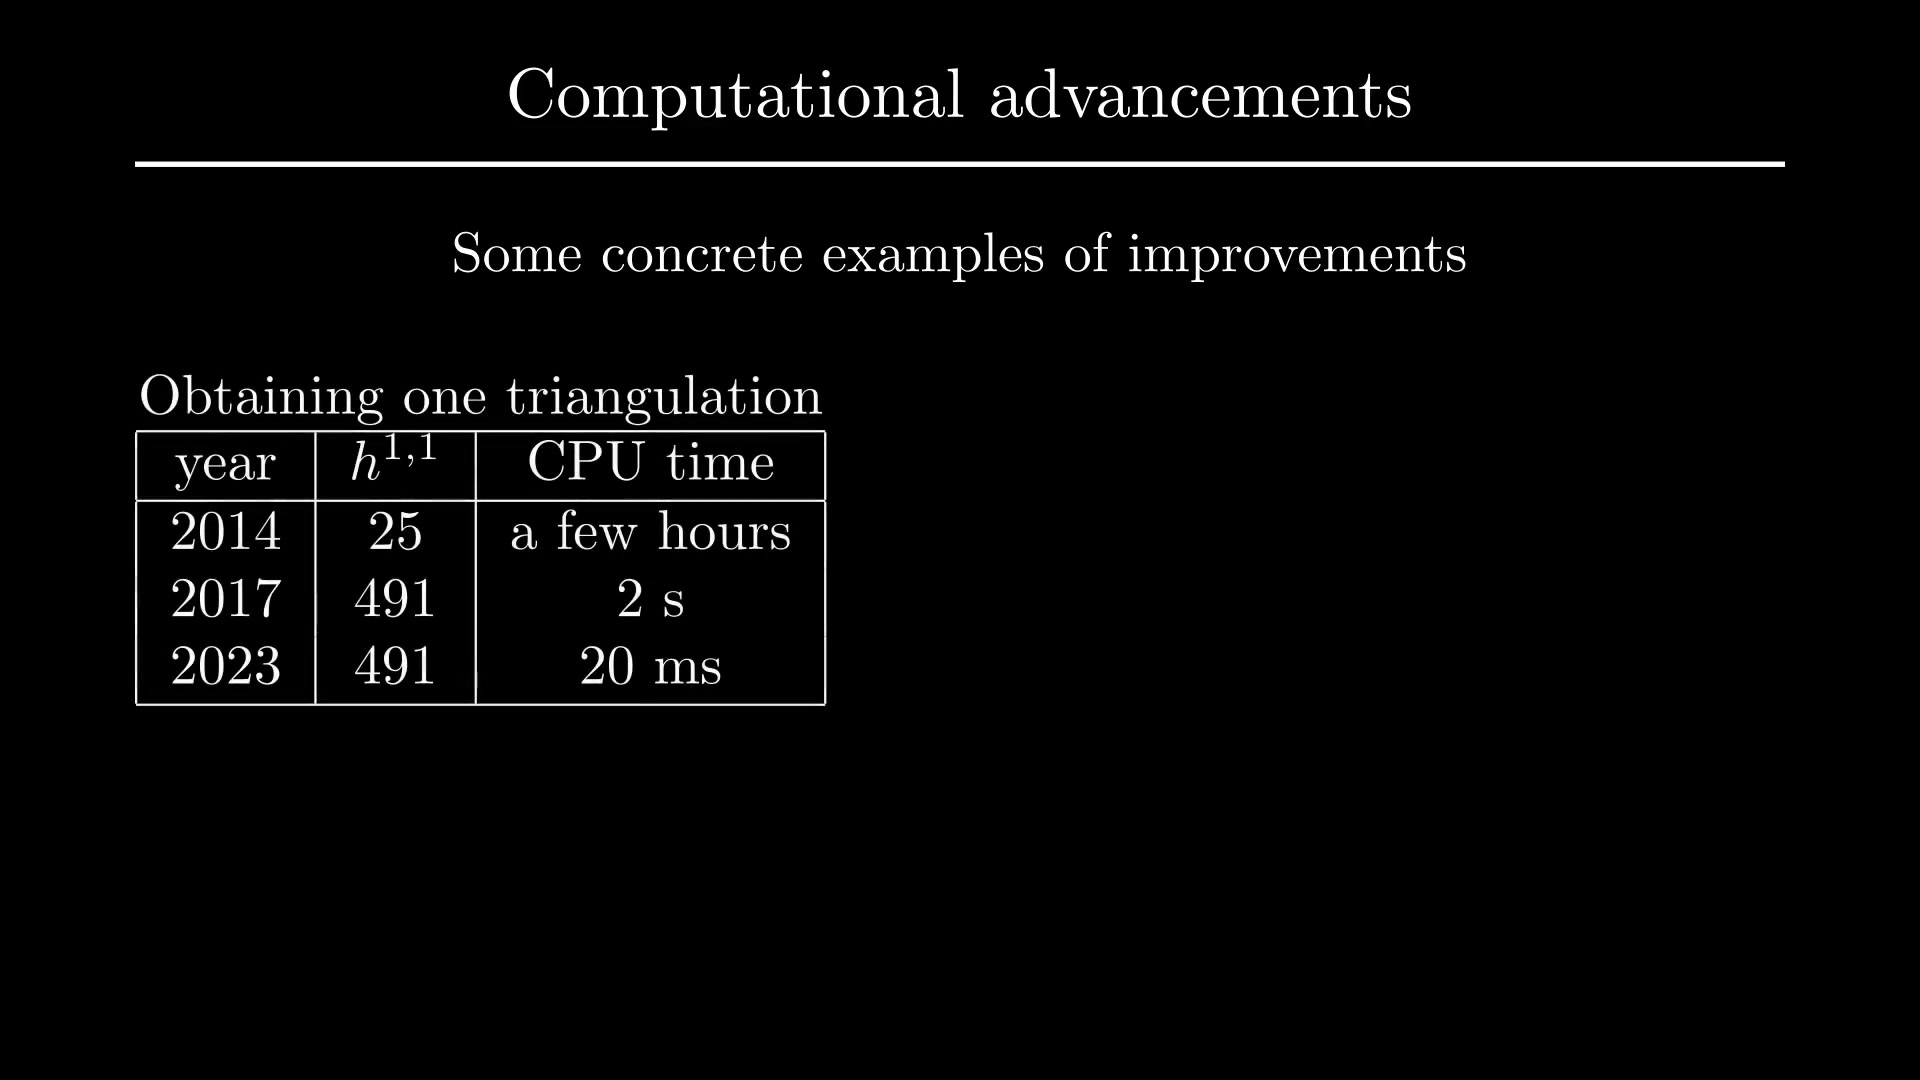 Computational advancements
Some concrete examples of improvements
Obtaining one triangulation
year h^{1,1} CPU time
2014 25 a few hours
2017 491 2 s
2023 491 20 ms